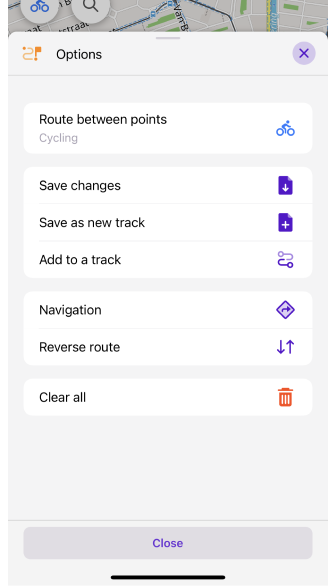 Options
Route between points
Cycling
Save changes
Save as new track
Add to a track
Navigation
Reverse route
Clear all
Close